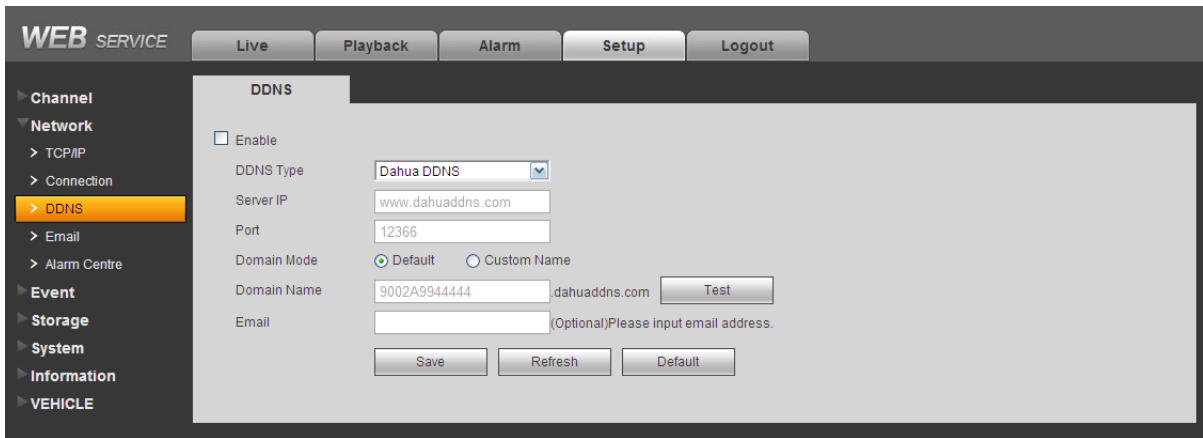 WEB SERVICE
Live Playback Alarm Setup Logout
Channel
Network
> TCP/IP
> Connection
> DDNS
> Email
> Alarm Centre
Event
Storage
System
Information
VEHICLE
DDNS
Enable
DDNS Type Dahua DDNS
Server IP www.dahuaddns.com
Port 12366
Domain Mode Default Custom Name
Domain Name 9002A9944444 .dahuaddns.com Test
Email (Optional)Please input email address.
Save Refresh Default